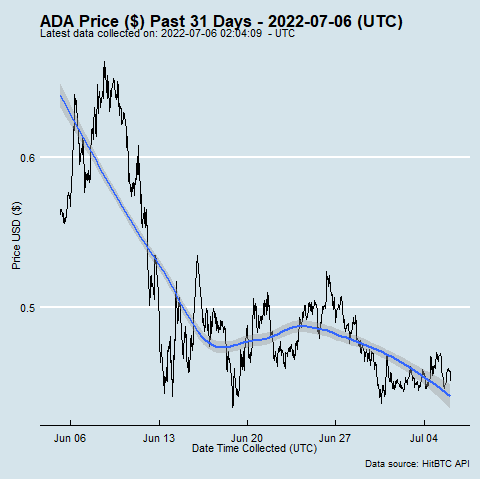 ADA Price ($) Past 31 Days - 2022-07-06 (UTC)
Latest data collected on: 2022-07-06 02:04:09  - UTC
0.6
0.5
Price USD ($)
Jun 06
Jun 13
Jun 20
Jun 27
Jul 04
Date Time Collected (UTC)
Data source: HitBTC API